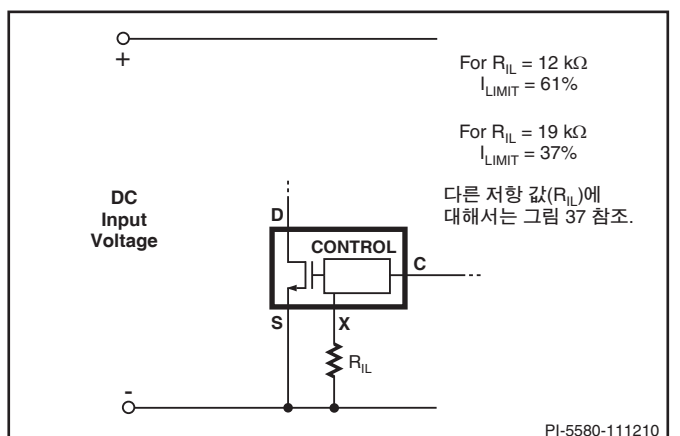 +
For R_IL = 12 kΩ
I_LIMIT = 61%
For R_IL = 19 kΩ
I_LIMIT = 37%
다른 저항 값(R_IL)에
대해서는 그림 37 참조.
DC
Input
Voltage
D
CONTROL
C
S
X
R_IL
-
PI-5580-111210